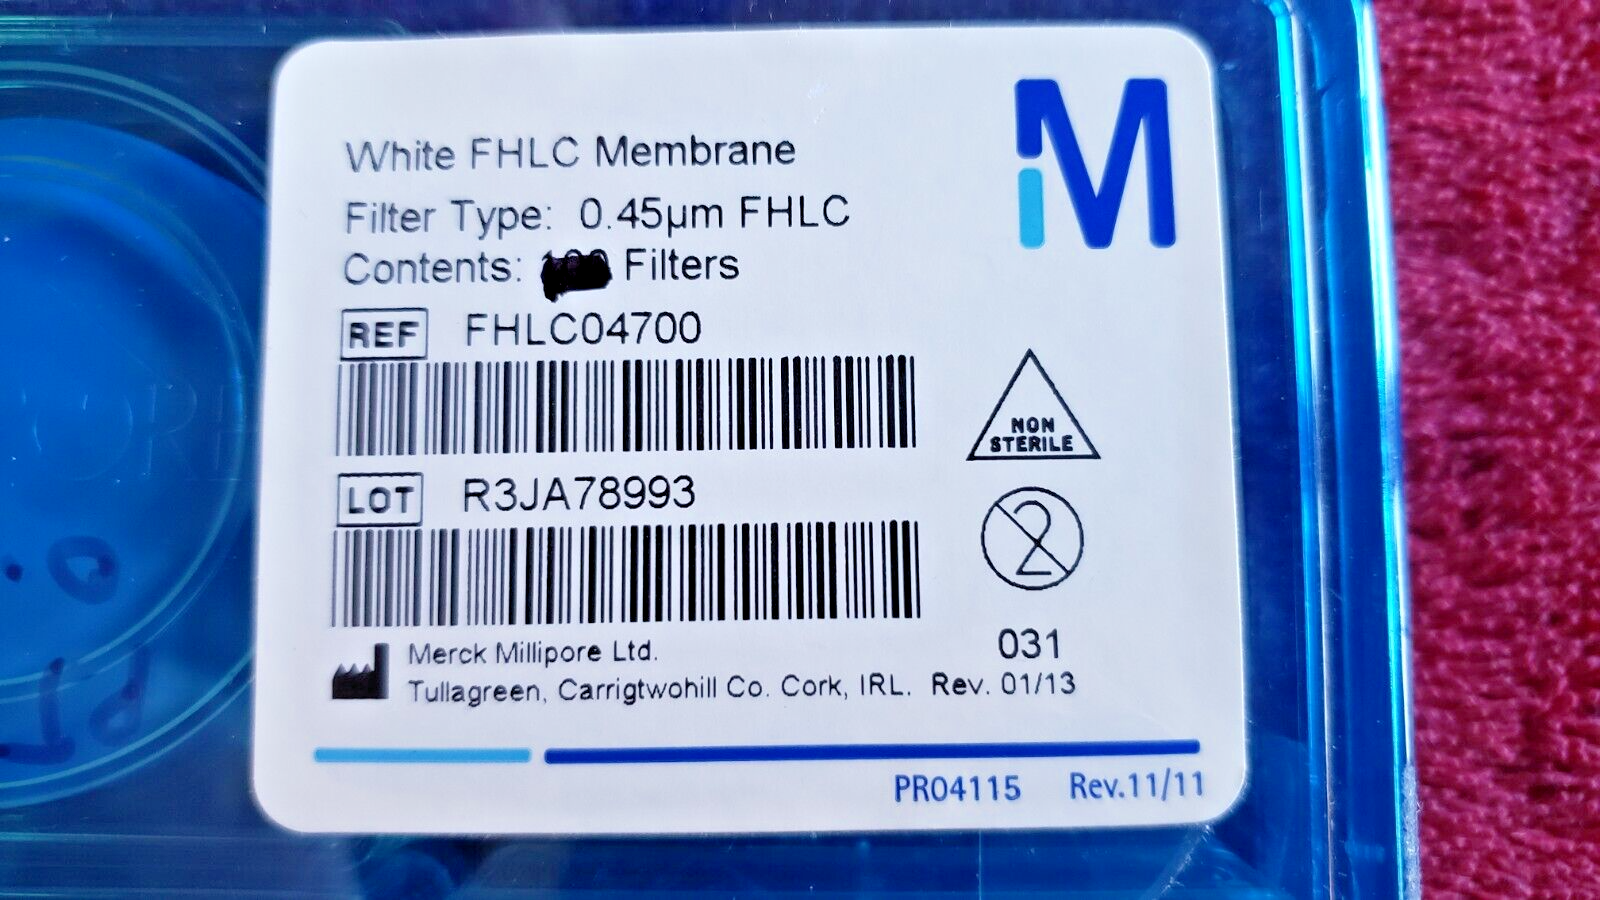 M
White FHLC Membrane
Filter Type: 0.45µm FHLC
Contents: Filters
REF FHLC04700
NON
STERILE
LOT R3JA78993
2
Merck Millipore Ltd.
Tullagreen, Carrigtwohill Co. Cork, IRL.
031
Rev. 01/13
PR04115 Rev.11/11